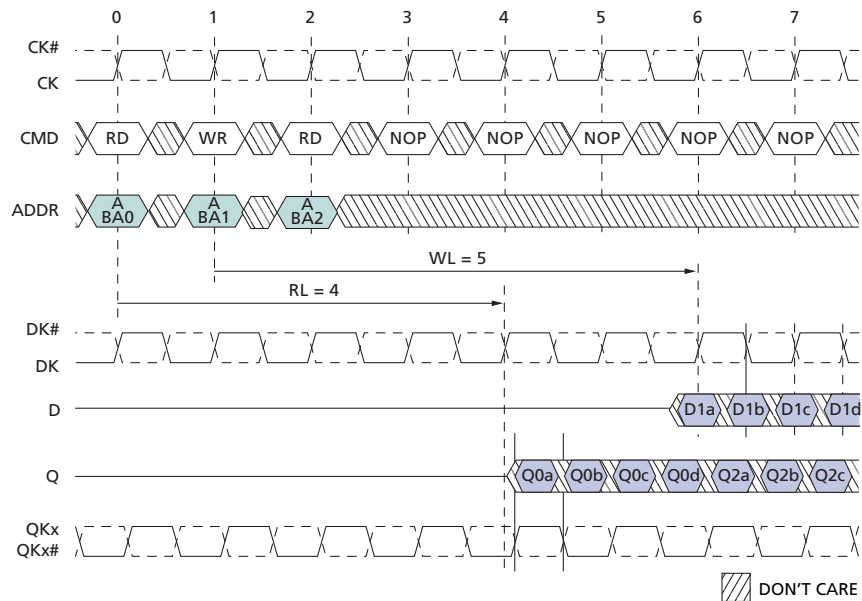 0 1 2 3 4 5 6 7
CK#
CK
CMD RD WR RD NOP NOP NOP NOP NOP
ADDR A BA0 A BA1 A BA2
WL = 5
RL = 4
DK#
DK
D D1a D1b D1c D1d
Q Q0a Q0b Q0c Q0d Q2a Q2b Q2c
QKx
QKx#
DON'T CARE